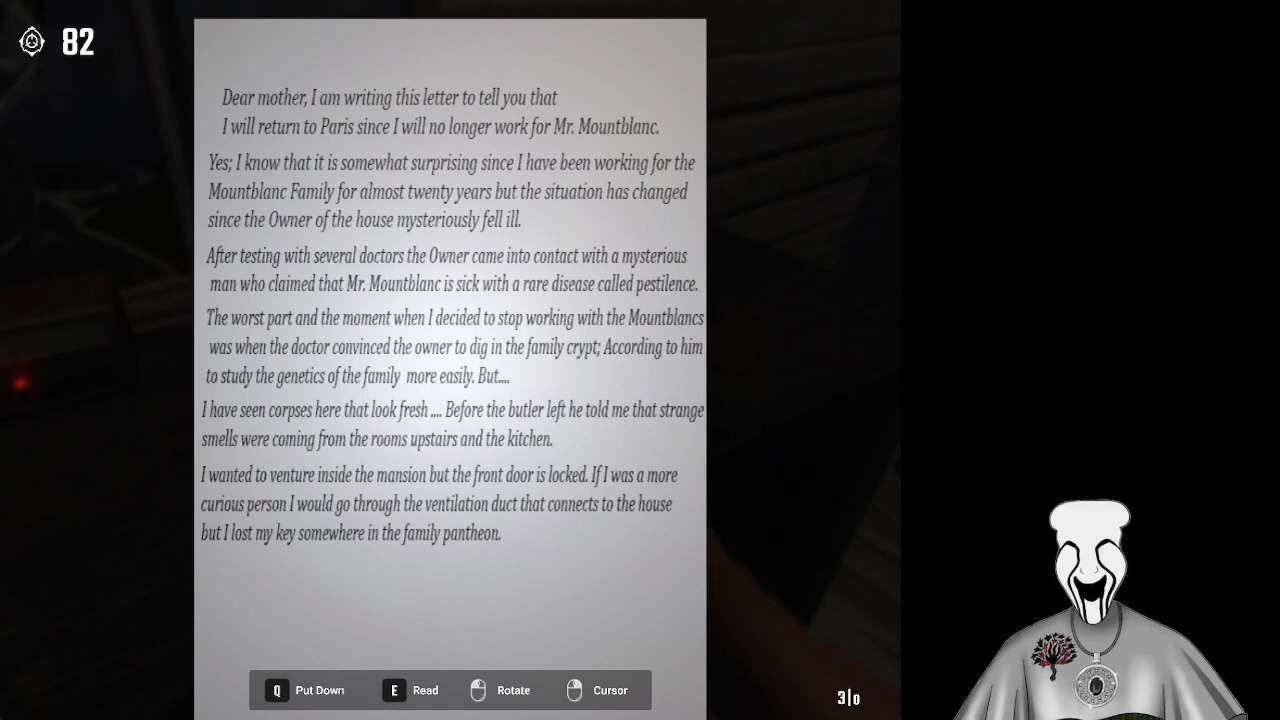 82
Dear mother, I am writing this letter to tell you that
I will return to Paris since I will no longer work for Mr. Mountblanc.
Yes; I know that it is somewhat surprising since I have been working for the
Mountblanc Family for almost twenty years but the situation has changed
since the Owner of the house mysteriously fell ill.
After testing with several doctors the Owner came into contact with a mysterious
man who claimed that Mr. Mountblanc is sick with a rare disease called pestilence.
The worst part and the moment when I decided to stop working with the Mountblancs
was when the doctor convinced the owner to dig in the family crypt; According to him
to study the genetics of the family more easily. But....
I have seen corpses here that look fresh .... Before the butler left he told me that strange
smells were coming from the rooms upstairs and the kitchen.
I wanted to venture inside the mansion but the front door is locked. If I was a more
curious person I would go through the ventilation duct that connects to the house
but I lost my key somewhere in the family pantheon.
Q Put Down E Read Rotate Cursor
3|0